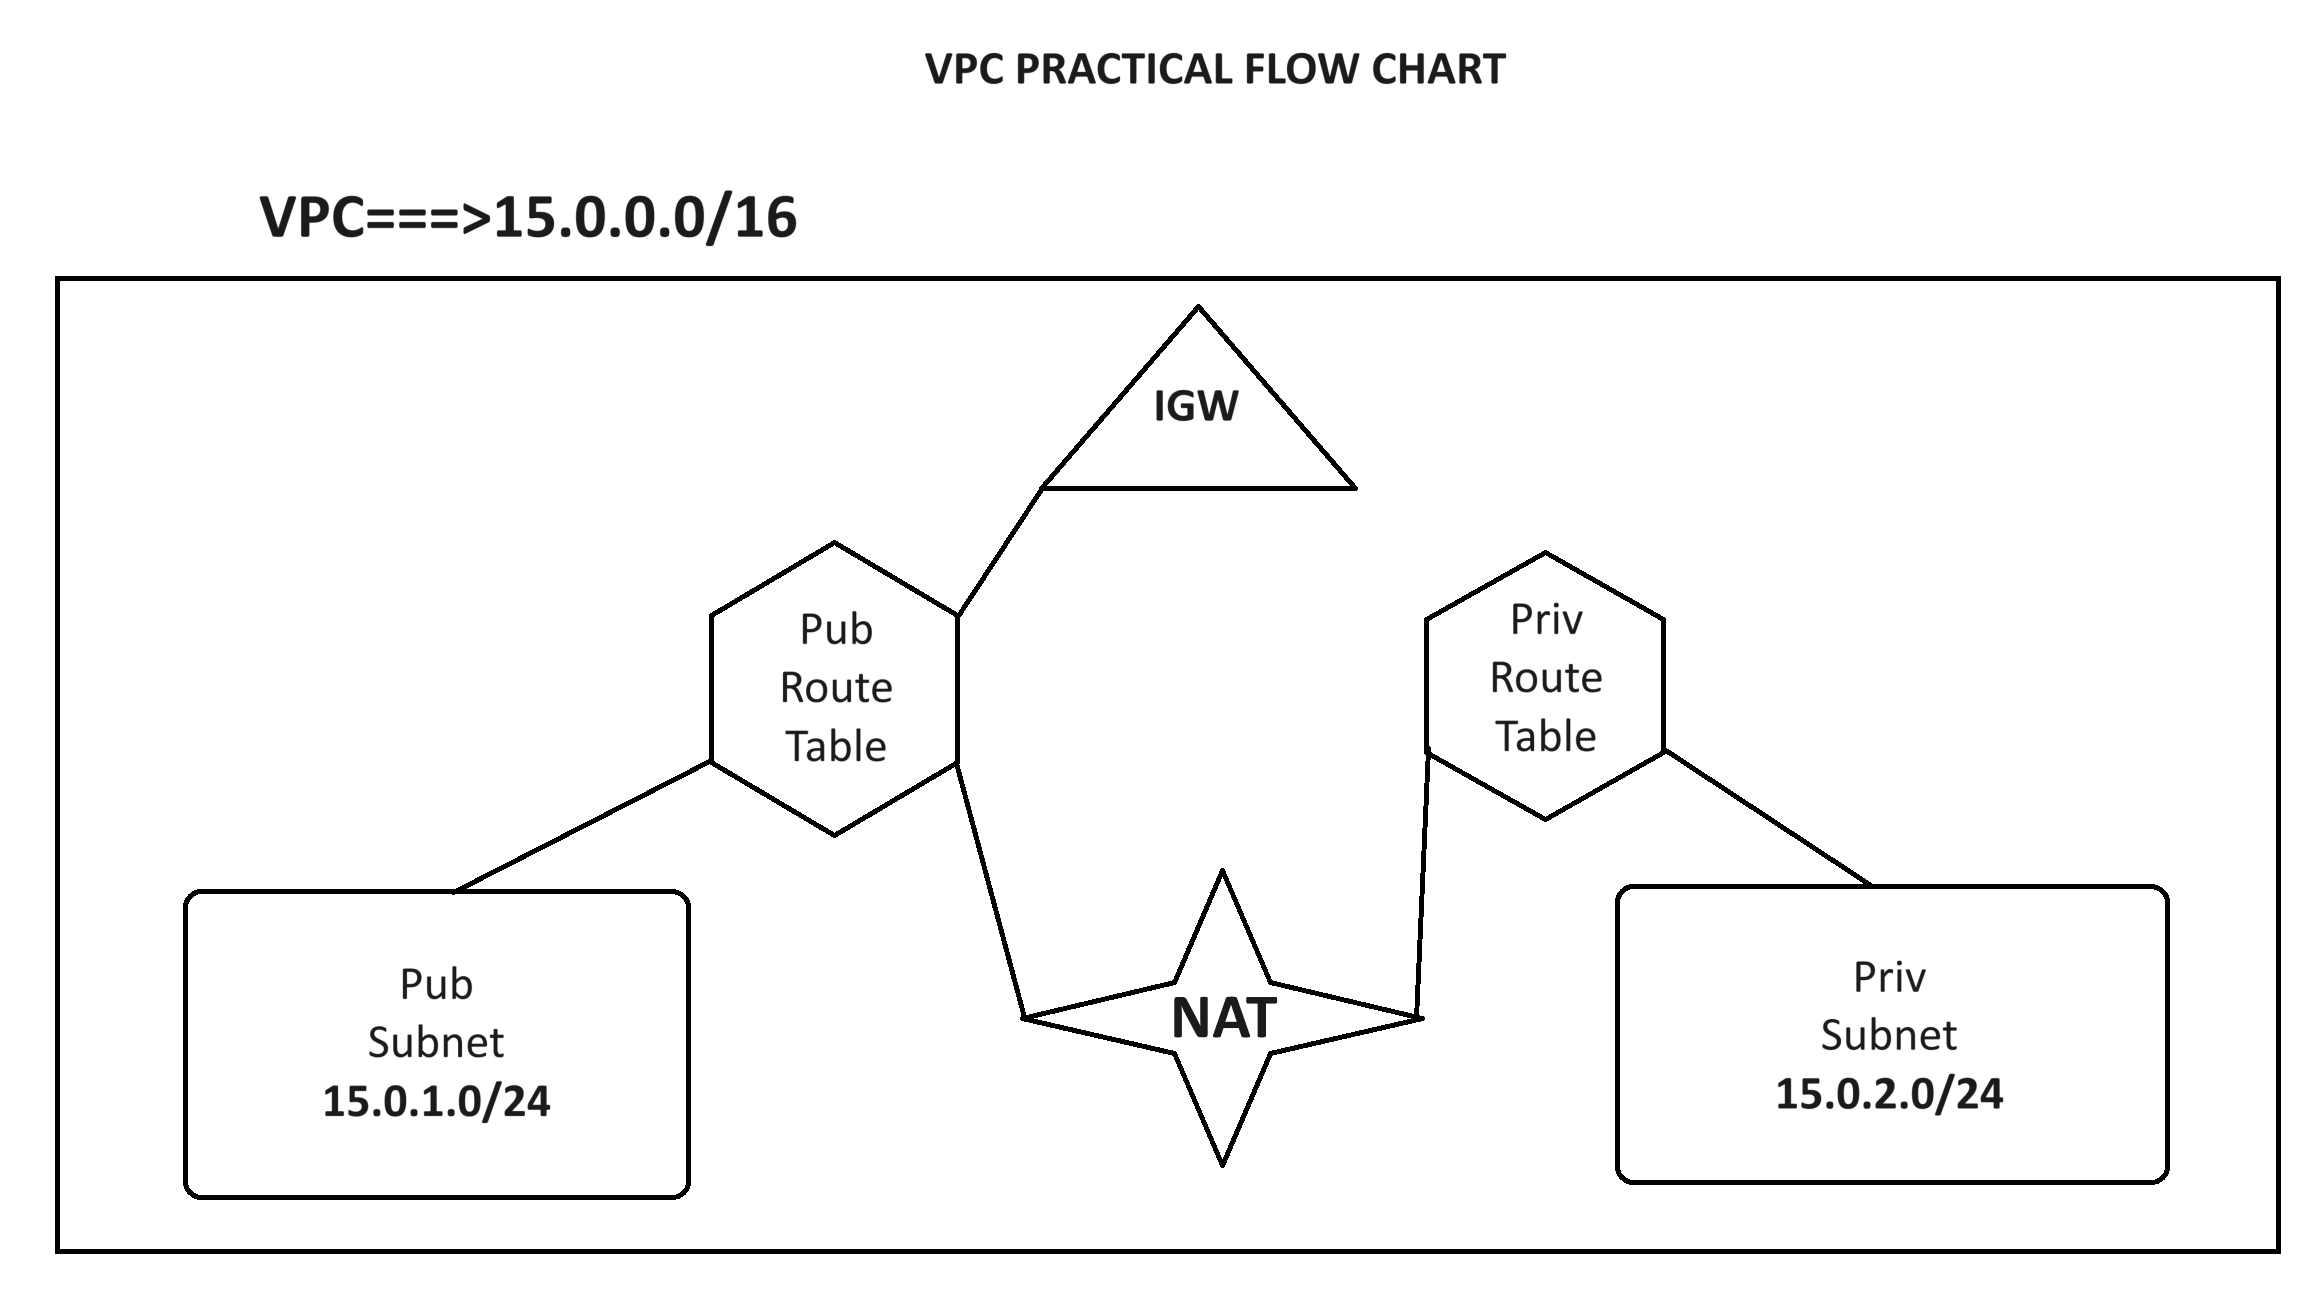 VPC PRACTICAL FLOW CHART
VPC===>15.0.0.0/16
IGW
Pub
Route
Table
Priv
Route
Table
Pub
Subnet
15.0.1.0/24
NAT
Priv
Subnet
15.0.2.0/24